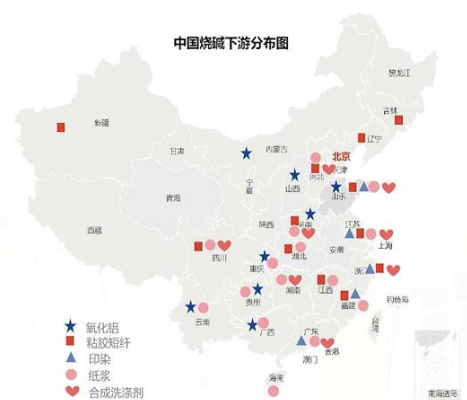 中国烧碱下游分布图
黑龙江
吉林
辽宁
新疆
内蒙古
北京
甘肃
河北
天津
宁夏
山西
山东
青海
陕西
河南
江苏
西藏
安徽
上海
四川
湖北
重庆
浙江
钓鱼岛
贵州
湖南
江西
福建
云南
广西
广东
台湾
香港
澳门
海南
氧化铝
粘胶短纤
印染
纸浆
合成洗涤剂
南海诸岛